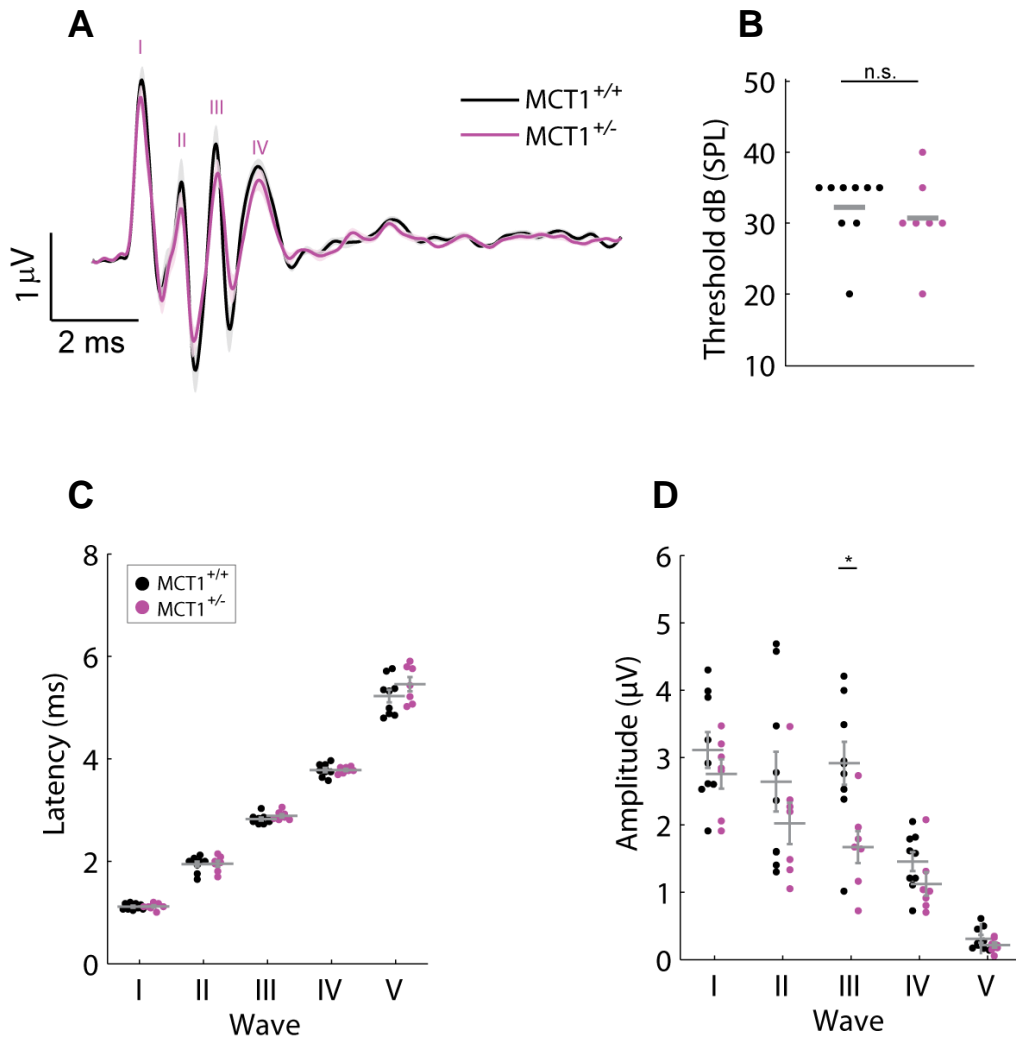 A
I
II
III
IV
MCT1+/+
MCT1+/-
1 µV
2 ms
B
n.s.
50
40
30
20
10
Threshold dB (SPL)
C
8
6
4
2
0
Latency (ms)
MCT1+/+
MCT1+/-
I II III IV V
Wave
D
6
5
4
3
2
1
0
Amplitude (µV)
*
I II III IV V
Wave